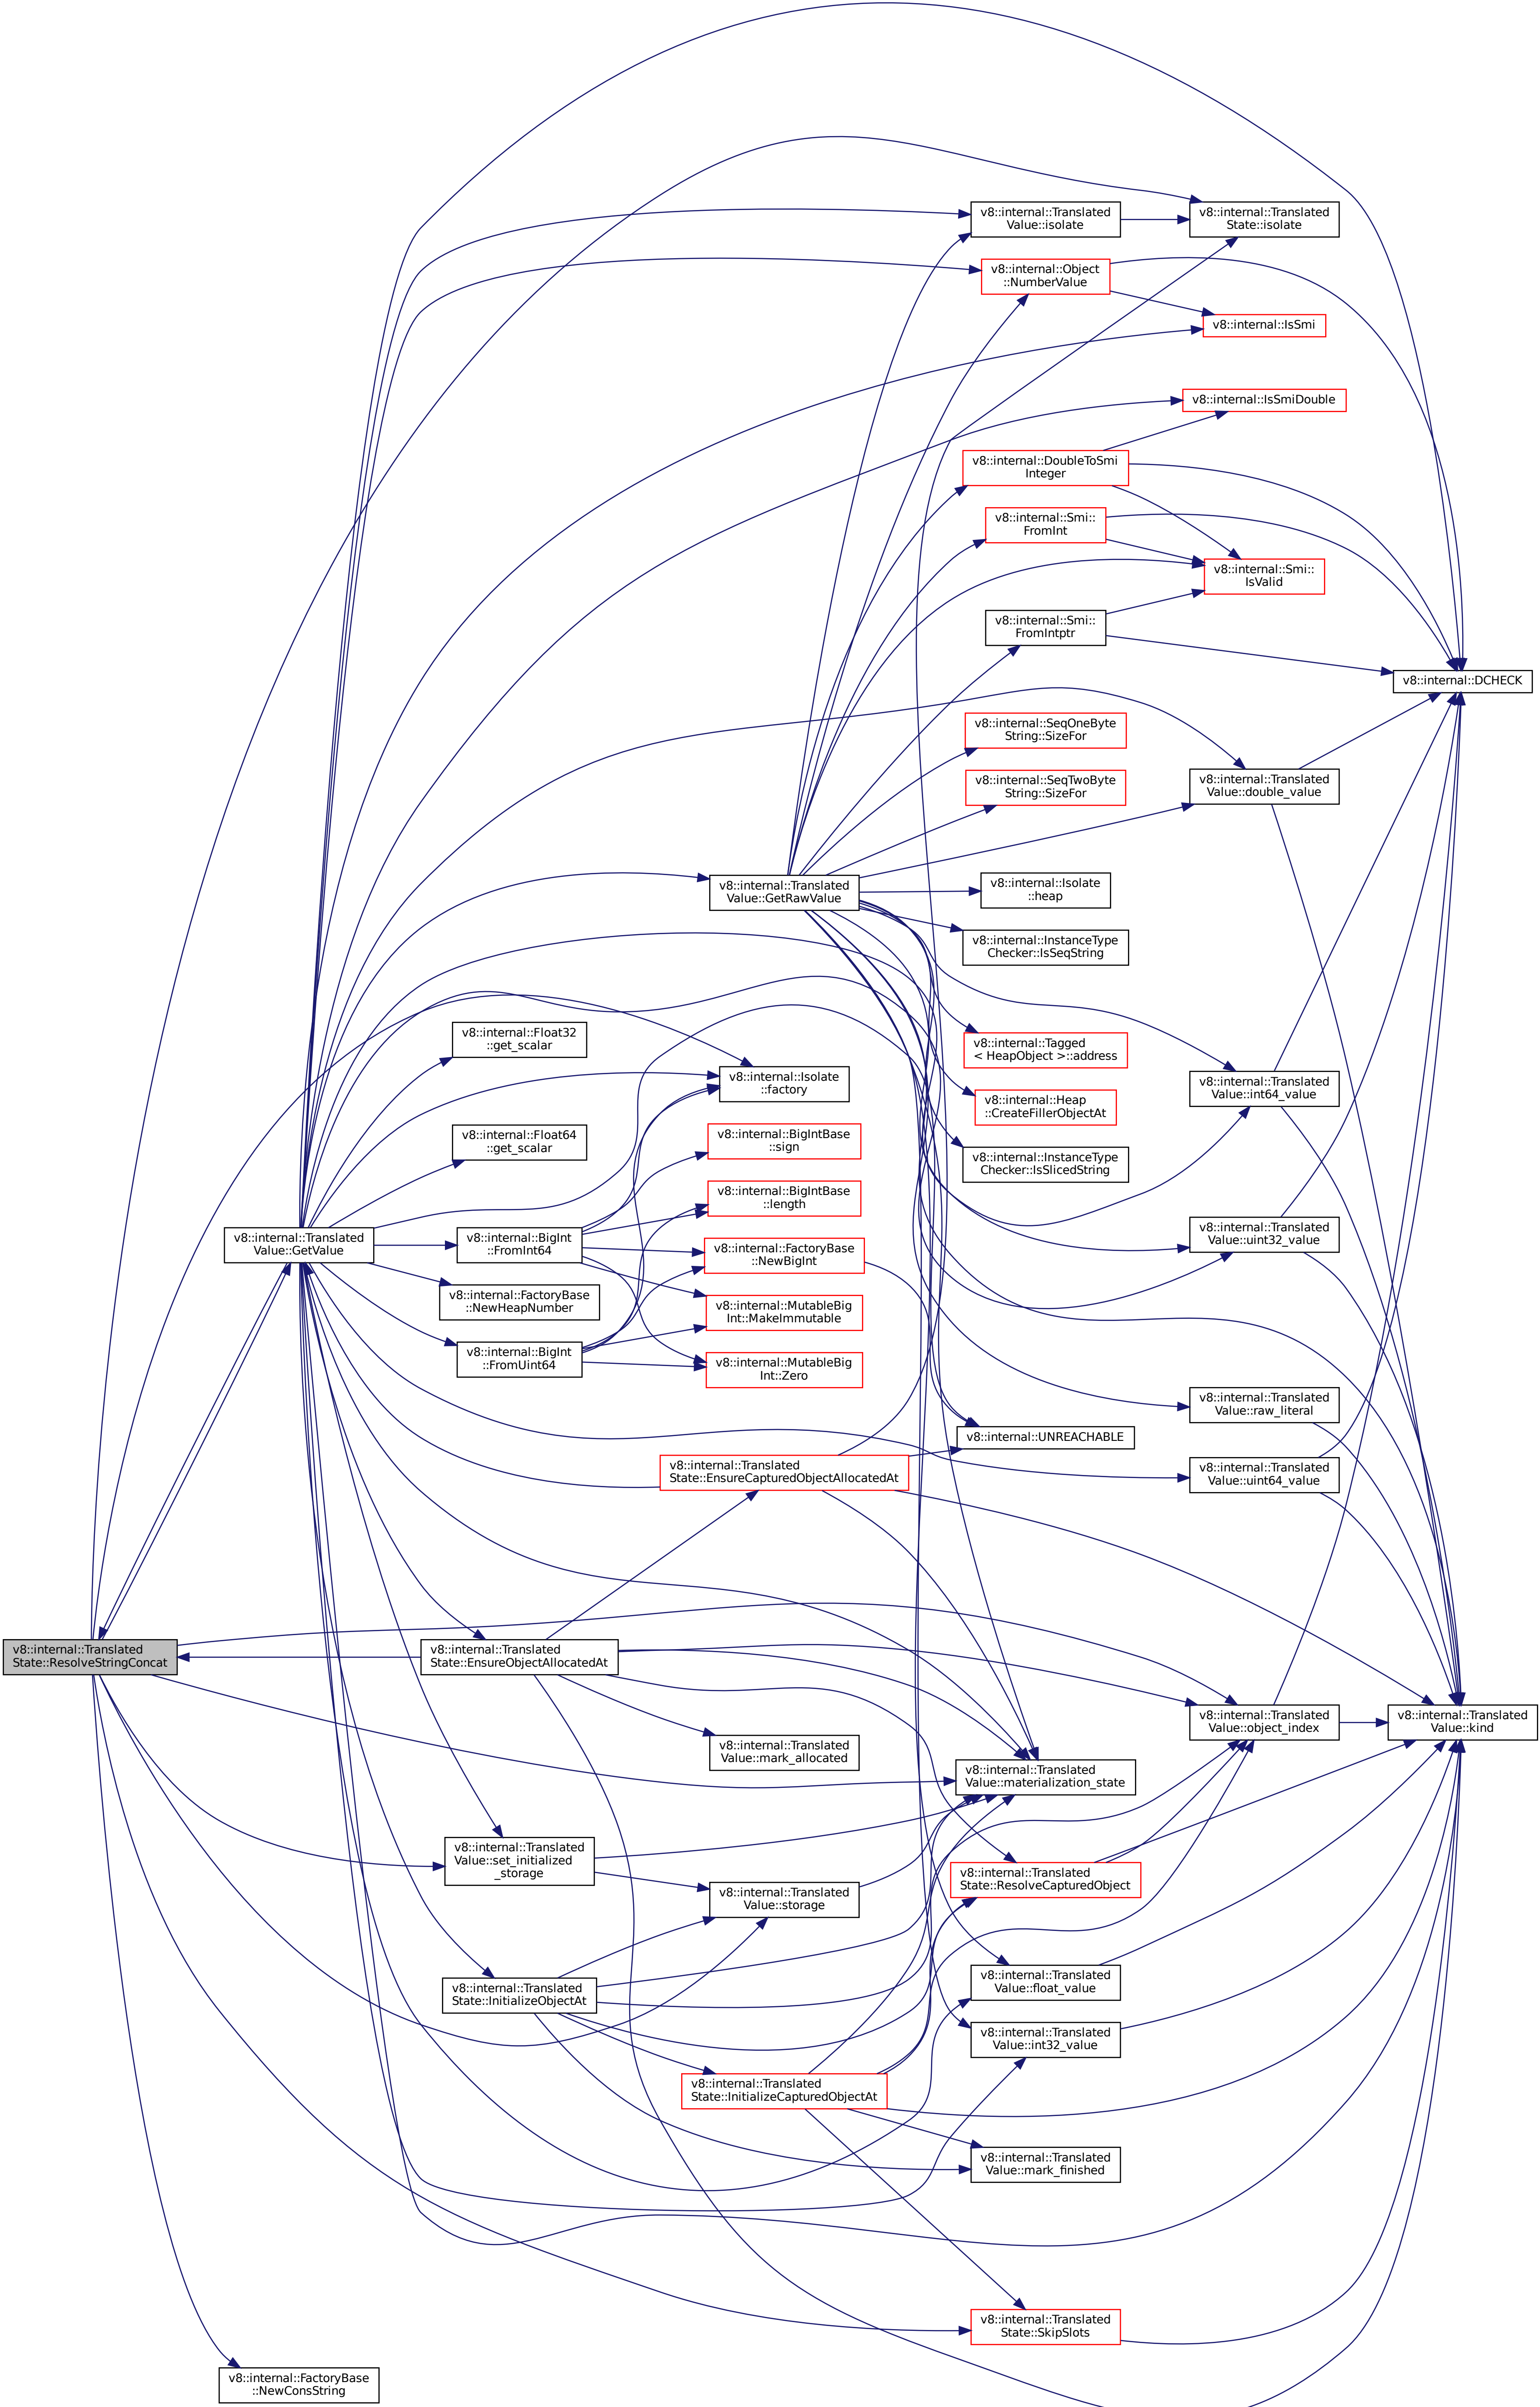 v8::internal::Translated
Value::isolate
v8::internal::Translated
State::isolate
v8::internal::Object
::NumberValue
v8::internal::IsSmi
v8::internal::IsSmiDouble
v8::internal::DoubleToSmi
Integer
v8::internal::Smi::
FromInt
v8::internal::Smi::
IsValid
v8::internal::Smi::
FromIntptr
v8::internal::DCHECK
v8::internal::SeqOneByte
String::SizeFor
v8::internal::SeqTwoByte
String::SizeFor
v8::internal::Translated
Value::double_value
v8::internal::Translated
Value::GetRawValue
v8::internal::Isolate
::heap
v8::internal::InstanceType
Checker::IsSeqString
v8::internal::Float32
::get_scalar
v8::internal::Tagged
< HeapObject >::address
v8::internal::Isolate
::factory
v8::internal::Translated
Value::int64_value
v8::internal::Heap
::CreateFillerObjectAt
v8::internal::Float64
::get_scalar
v8::internal::BigIntBase
::sign
v8::internal::InstanceType
Checker::IsSlicedString
v8::internal::BigIntBase
::length
v8::internal::Translated
Value::GetValue
v8::internal::BigInt
::FromInt64
v8::internal::FactoryBase
::NewBigInt
v8::internal::Translated
Value::uint32_value
v8::internal::FactoryBase
::NewHeapNumber
v8::internal::MutableBig
Int::MakeImmutable
v8::internal::BigInt
::FromUint64
v8::internal::MutableBig
Int::Zero
v8::internal::Translated
Value::raw_literal
v8::internal::UNREACHABLE
v8::internal::Translated
State::EnsureCapturedObjectAllocatedAt
v8::internal::Translated
Value::uint64_value
v8::internal::Translated
State::ResolveStringConcat
v8::internal::Translated
State::EnsureObjectAllocatedAt
v8::internal::Translated
Value::object_index
v8::internal::Translated
Value::kind
v8::internal::Translated
Value::mark_allocated
v8::internal::Translated
Value::materialization_state
v8::internal::Translated
Value::set_initialized
_storage
v8::internal::Translated
State::ResolveCapturedObject
v8::internal::Translated
Value::storage
v8::internal::Translated
State::InitializeObjectAt
v8::internal::Translated
Value::float_value
v8::internal::Translated
Value::int32_value
v8::internal::Translated
State::InitializeCapturedObjectAt
v8::internal::Translated
Value::mark_finished
v8::internal::Translated
State::SkipSlots
v8::internal::FactoryBase
::NewConsString